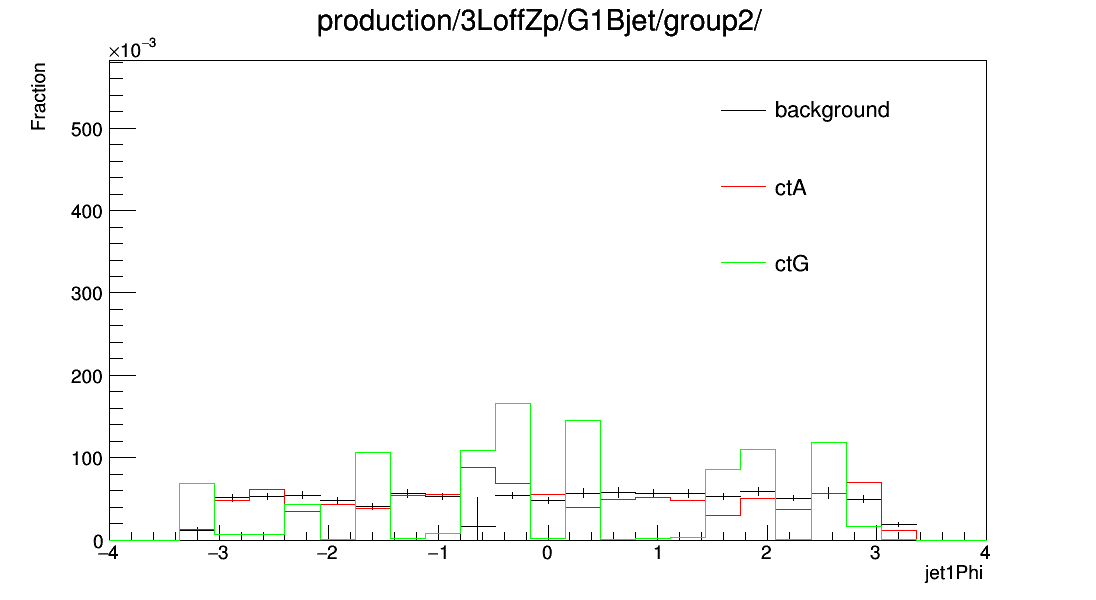 production/3LoffZp/G1Bjet/group2/
×10⁻³
Fraction
500
400
300
200
100
0
background
ctA
ctG
−4 −3 −2 −1 0 1 2 3 4
jet1Phi